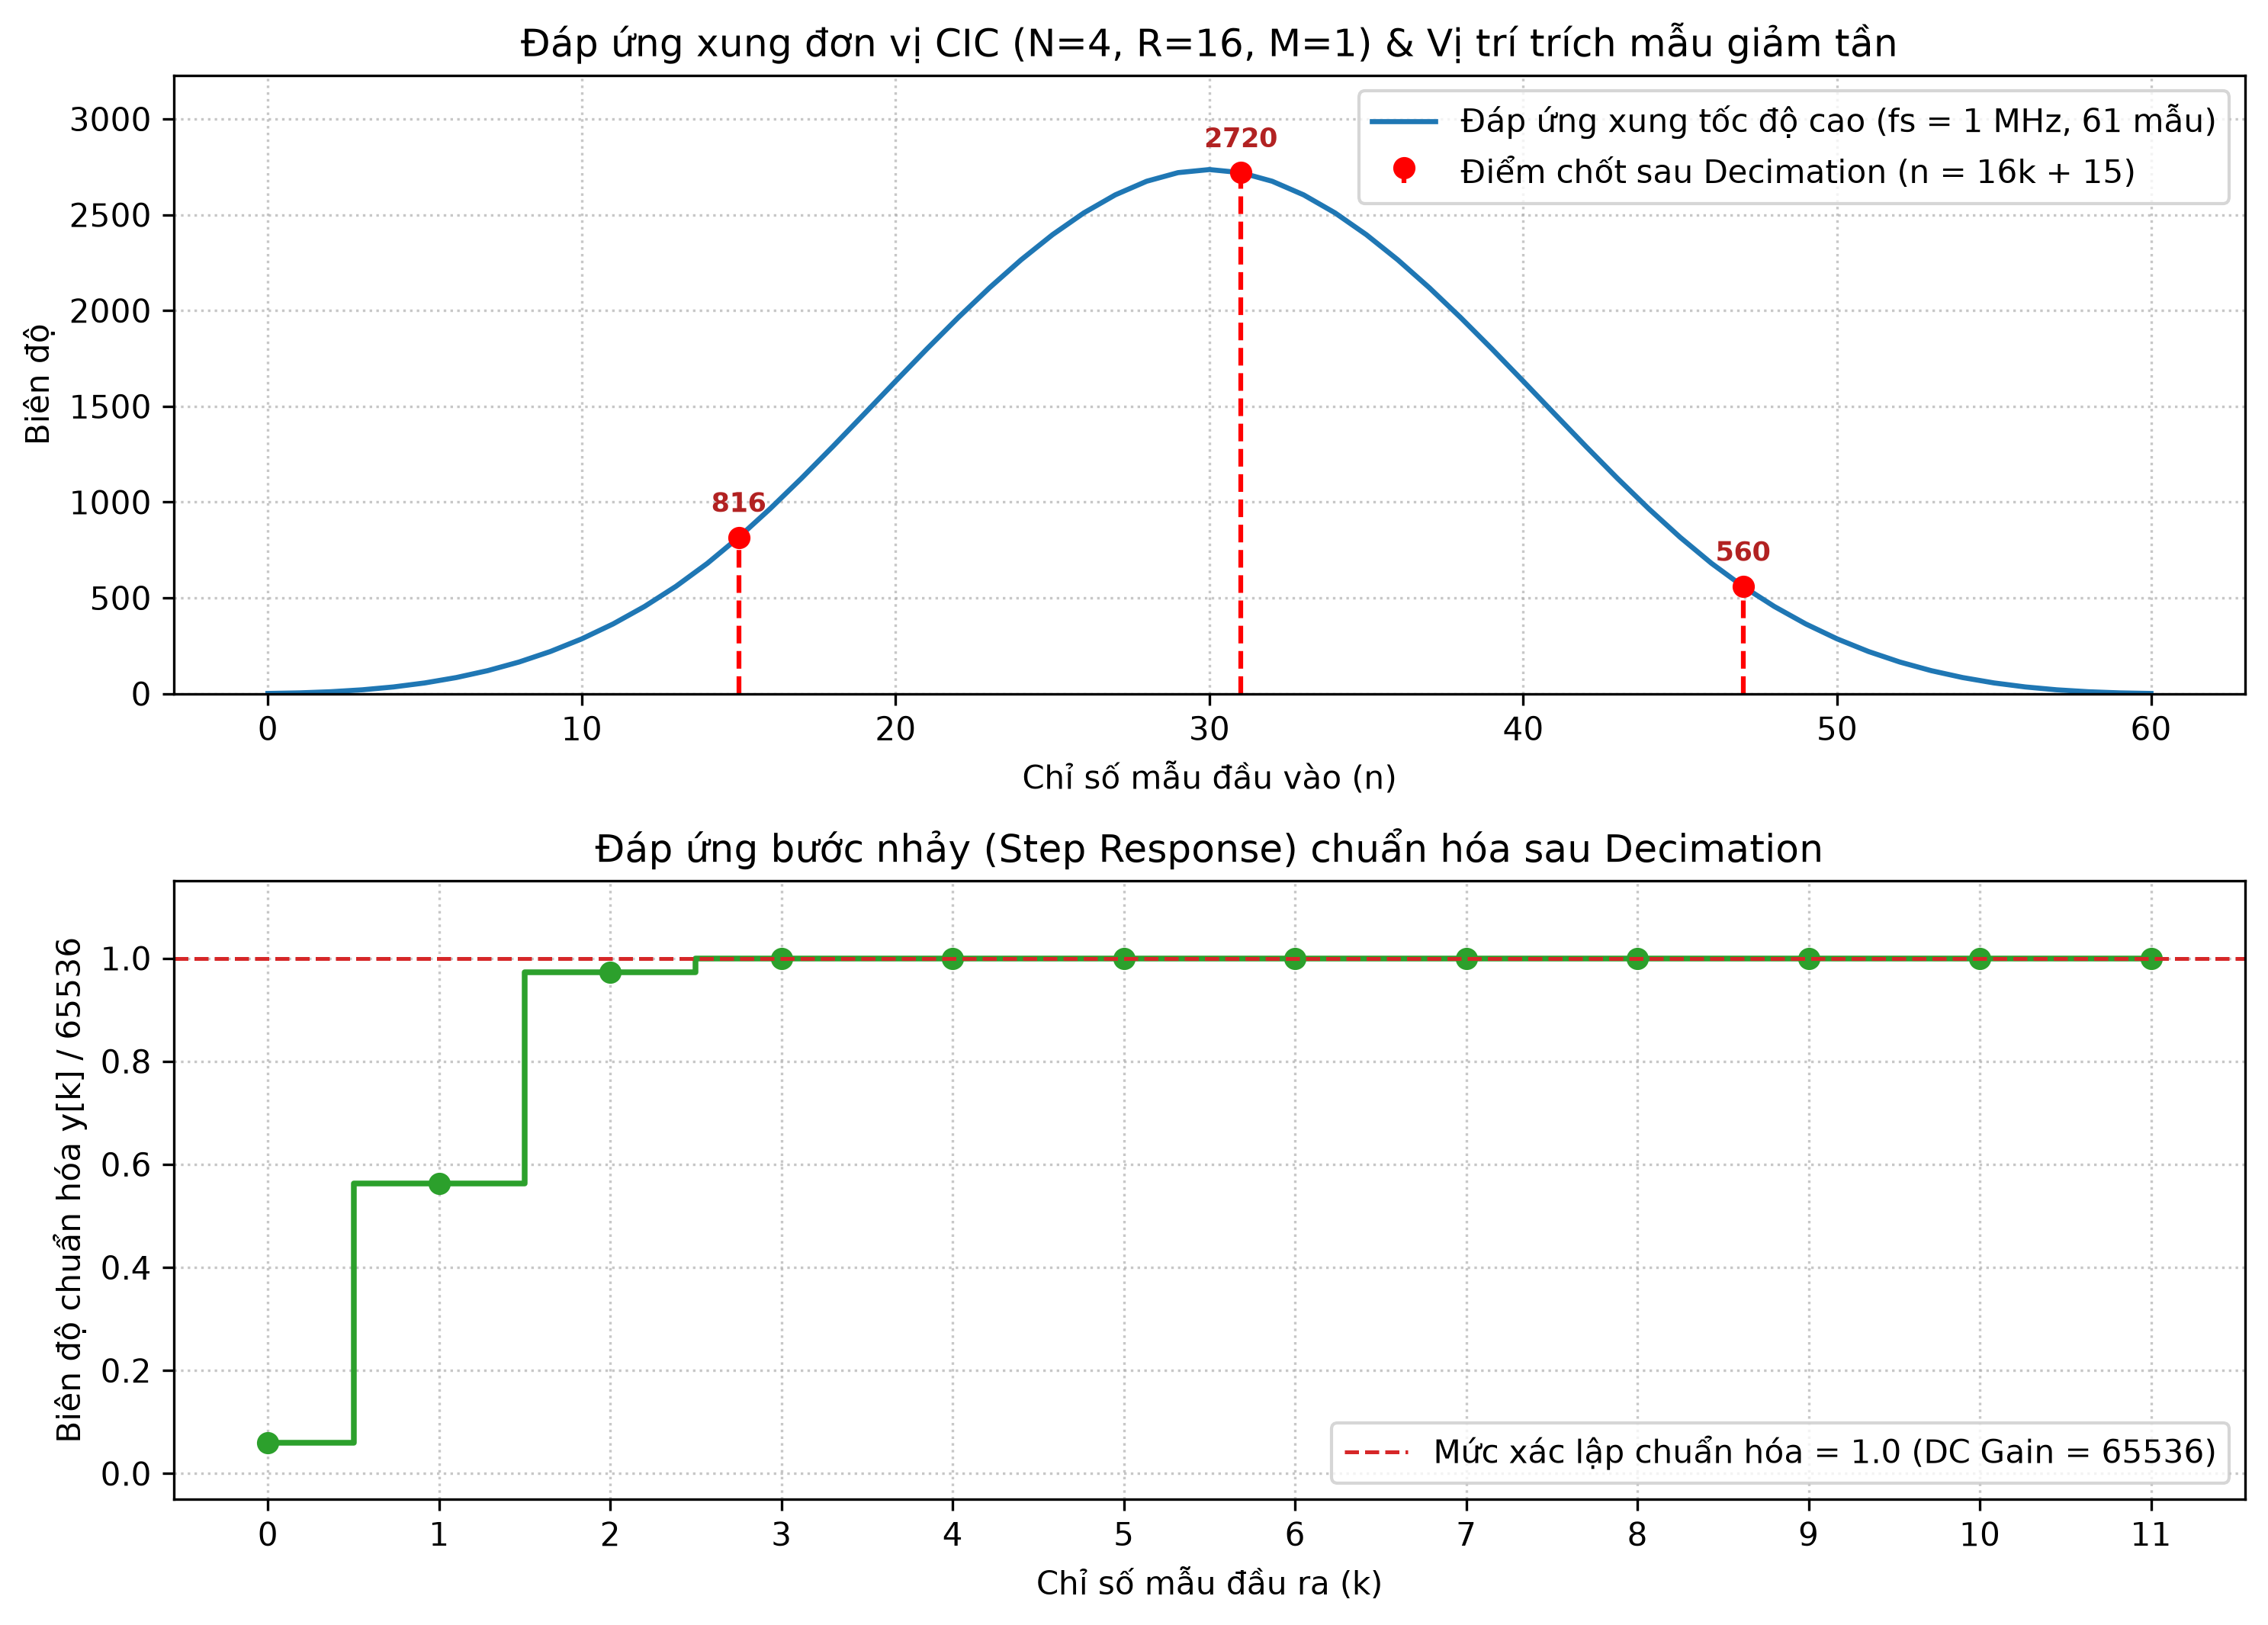 Đáp ứng xung đơn vị CIC (N=4, R=16, M=1) & Vị trí trích mẫu giảm tần
Đáp ứng xung tốc độ cao (fs = 1 MHz, 61 mẫu)
Điểm chốt sau Decimation (n = 16k + 15)
Biên độ
3000
2500
2000
1500
1000
500
0
816
2720
560
0 10 20 30 40 50 60
Chỉ số mẫu đầu vào (n)
Đáp ứng bước nhảy (Step Response) chuẩn hóa sau Decimation
Biên độ chuẩn hóa y[k] / 65536
1.0
0.8
0.6
0.4
0.2
0.0
Mức xác lập chuẩn hóa = 1.0 (DC Gain = 65536)
0 1 2 3 4 5 6 7 8 9 10 11
Chỉ số mẫu đầu ra (k)